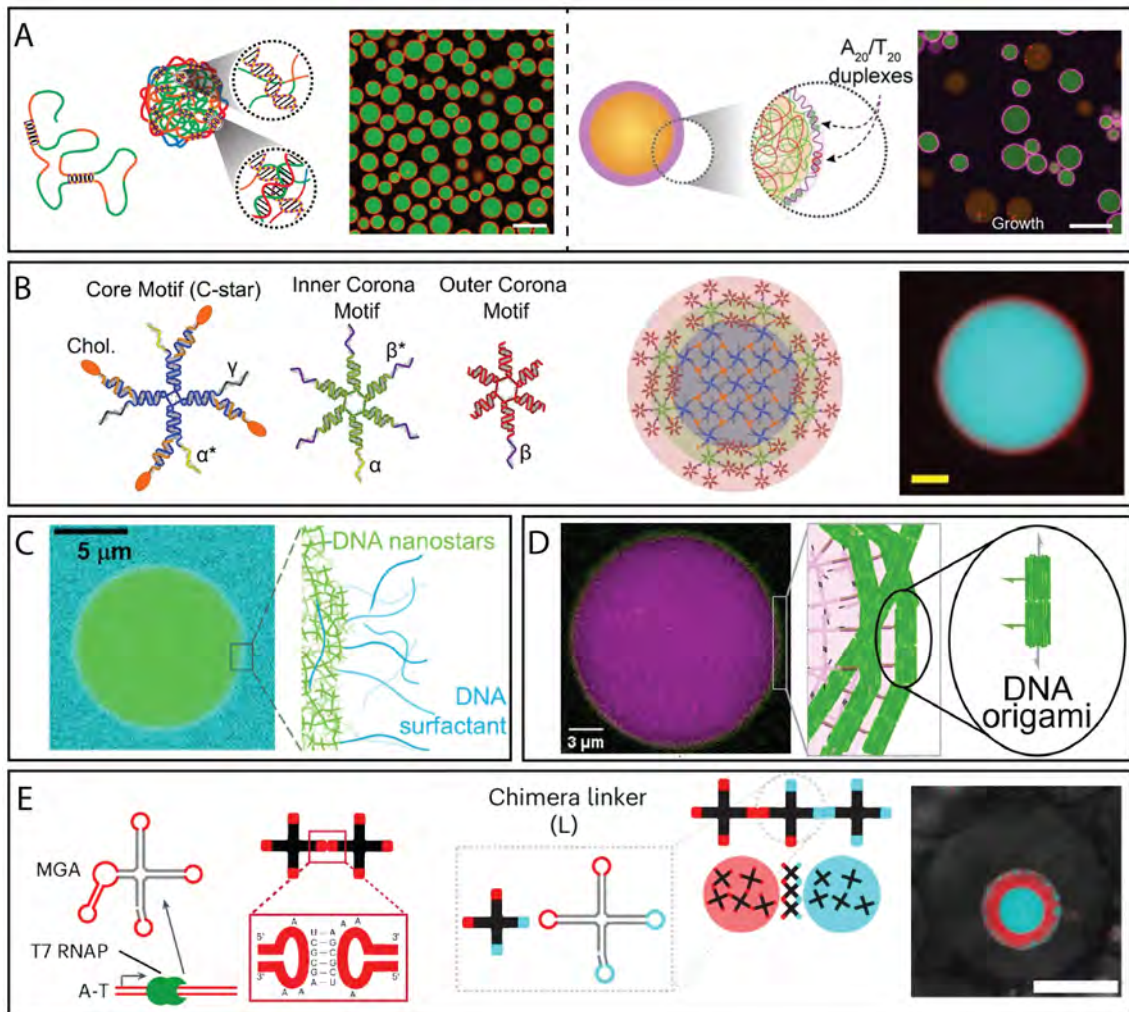 A
A20/T20
duplexes
Growth
B
Core Motif (C-star)
Chol.
γ
α*
Inner Corona
Motif
β*
α
Outer Corona
Motif
β
C
5 μm
DNA nanostars
DNA
surfactant
D
3 μm
DNA
origami
E
MGA
T7 RNAP
A-T
A
A A
5'
U–A
3'
C–G
G–C
C–G
G–C
3'
A–U
5'
A
A
A
Chimera linker
(L)